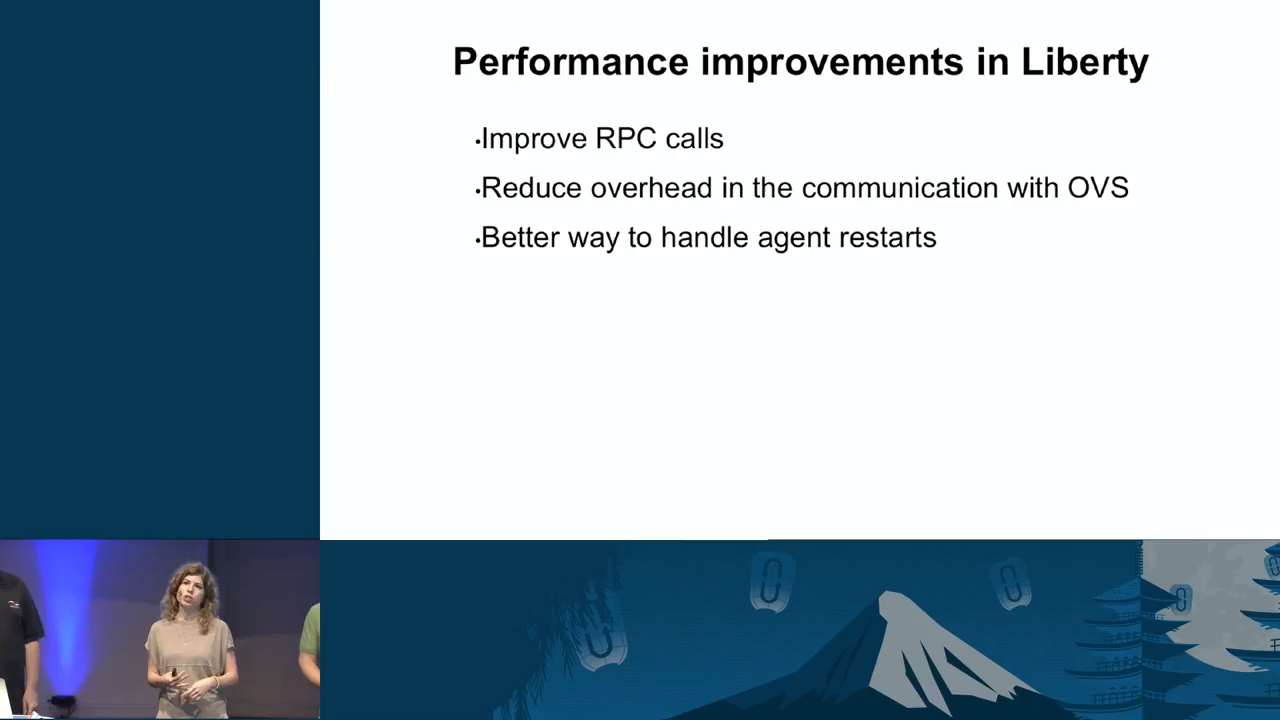 Performance improvements in Liberty
•Improve RPC calls
•Reduce overhead in the communication with OVS
•Better way to handle agent restarts